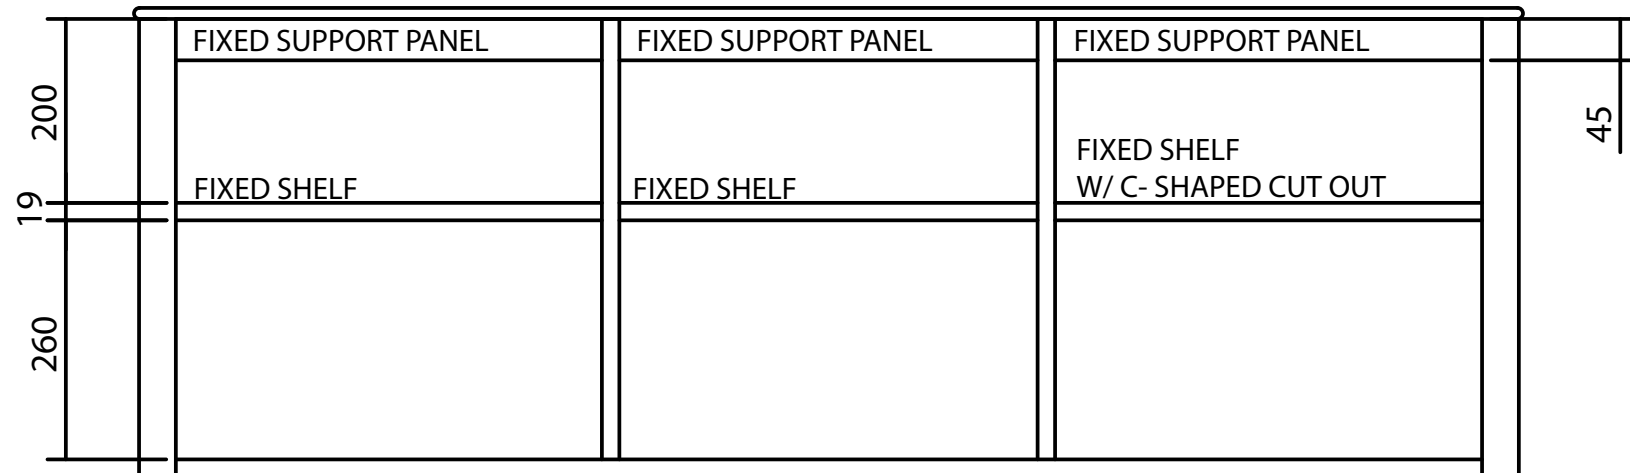 FIXED SUPPORT PANEL
FIXED SUPPORT PANEL
FIXED SUPPORT PANEL
200
45
FIXED SHELF
W/ C- SHAPED CUT OUT
FIXED SHELF
FIXED SHELF
19
260